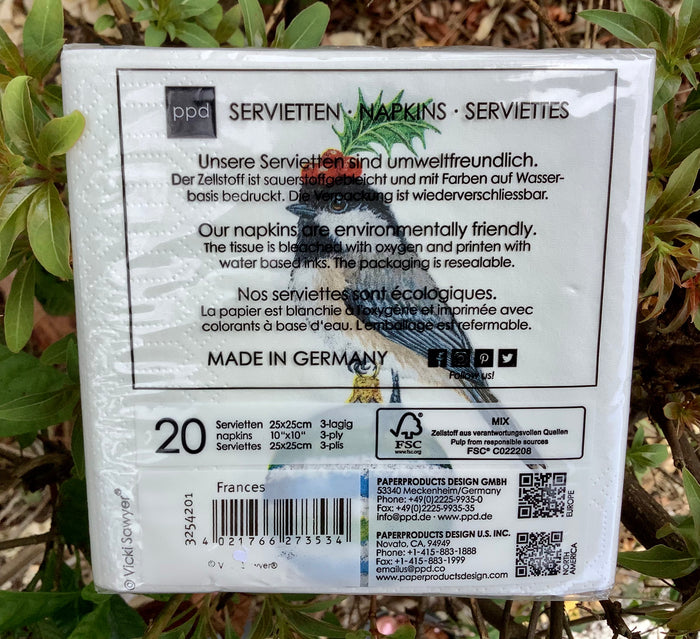 ppd SERVIETTEN · NAPKINS · SERVIETTES
Unsere Servietten sind umweltfreundlich.
Der Zellstoff ist sauerstoffgebleicht und mit Farben auf Wasser-
basis bedruckt. Die Verpackung ist wiederverschliessbar.
Our napkins are environmentally friendly.
The tissue is bleached with oxygen and printen with
water based inks. The packaging is resealable.
Nos serviettes sont écologiques.
La papier est blanchie à l'oxygène et imprimée avec
colorants à base d'eau. L'emballage est refermable.
MADE IN GERMANY
Follow us!
20
Servietten 25x25cm 3-lagig
napkins 10"x10" 3-ply
Serviettes 25x25cm 3-plis
FSC
www.fsc.org
MIX
Zellstoff aus verantwortungsvollen Quellen
Pulp from responsible sources
FSC® C022208
© Vicki Sawyer®
3254201
Frances
4 021766 273534
PAPERPRODUCTS DESIGN GMBH
53340 Meckenheim/Germany
Phone: +49(0)2225-9935-0
Fax: +49(0)2225-9935-35
info@ppd.de · www.ppd.de
EUROPE
PAPERPRODUCTS DESIGN U.S. INC.
Novato, CA. 94949
Phone: +1-415-883-1888
Fax: +1-415-883-1999
emailus@ppd.co
www.paperproductsdesign.com
NORTH
AMERICA